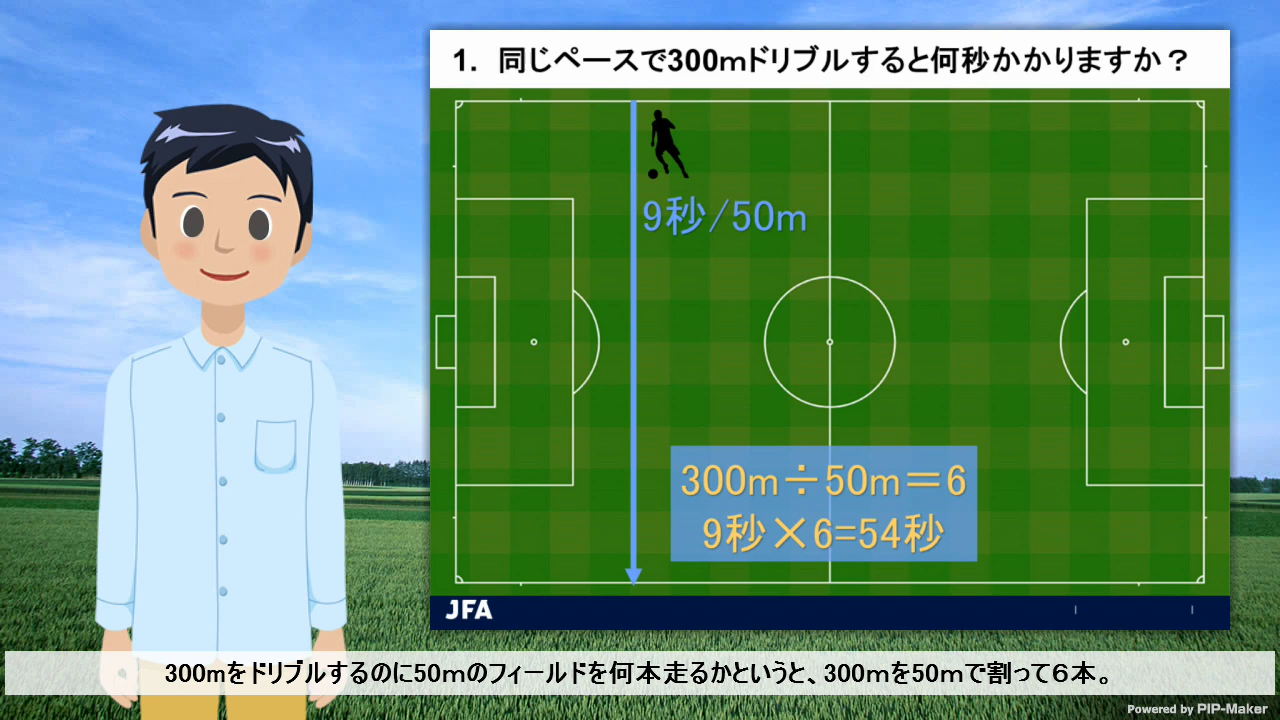 1. 同じペースで300mドリブルすると何秒かかりますか？
9秒/50m
300m÷50m＝6
9秒×6=54秒
JFA
300mをドリブルするのに50mのフィールドを何本走るかというと、300mを50mで割って6本。
Powered by PIP-Maker